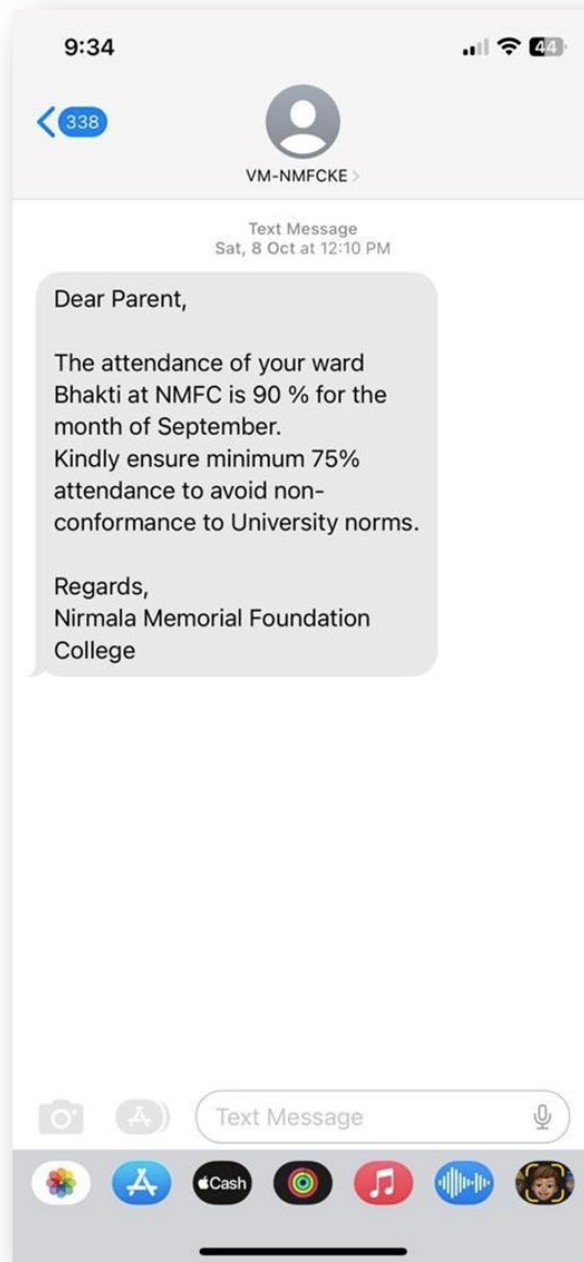 9:34
44
338
VM-NMFCKE
Text Message
Sat, 8 Oct at 12:10 PM
Dear Parent,
The attendance of your ward
Bhakti at NMFC is 90 % for the
month of September.
Kindly ensure minimum 75%
attendance to avoid non-
conformance to University norms.
Regards,
Nirmala Memorial Foundation
College
Text Message
Cash